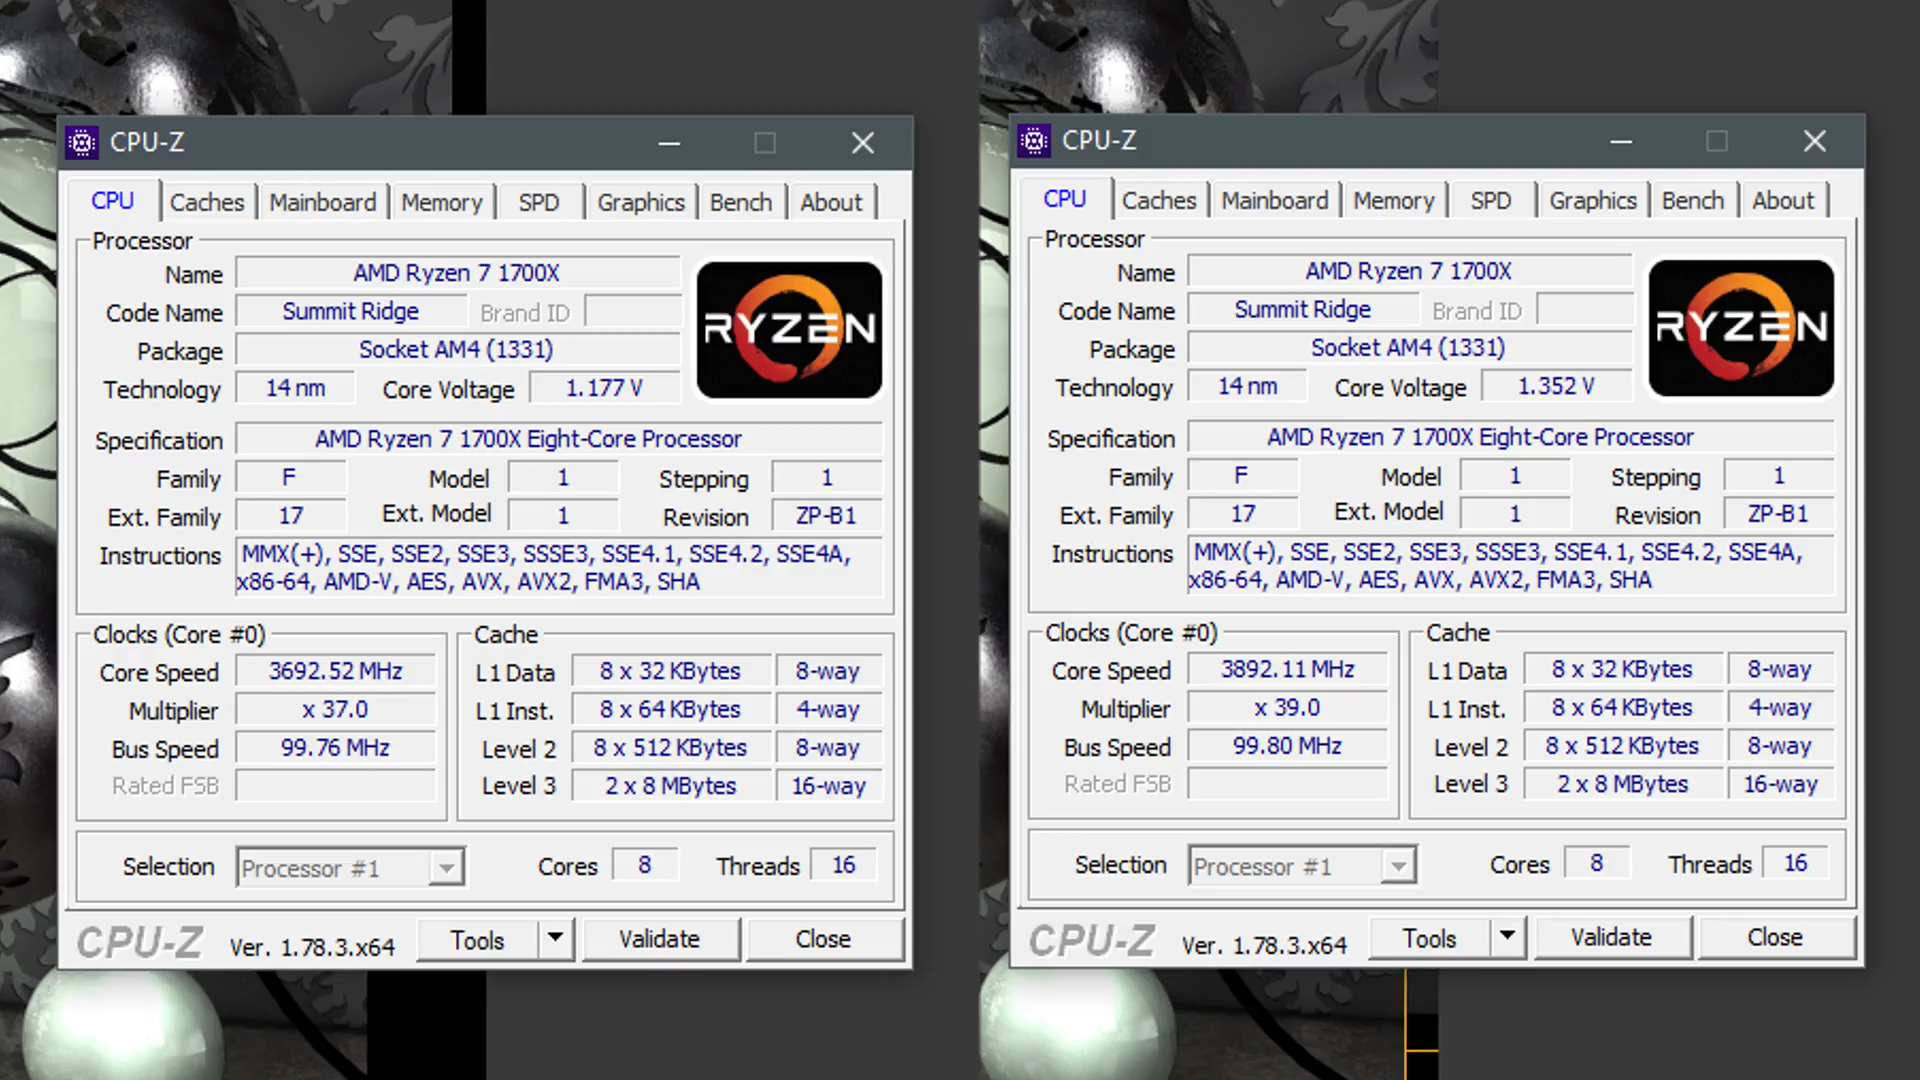 CPU-Z
CPU Caches Mainboard Memory SPD Graphics Bench About
Processor
Name AMD Ryzen 7 1700X
Code Name Summit Ridge Brand ID
Package Socket AM4 (1331)
Technology 14 nm Core Voltage 1.177 V
RYZEN
Specification AMD Ryzen 7 1700X Eight-Core Processor
Family F Model 1 Stepping 1
Ext. Family 17 Ext. Model 1 Revision ZP-B1
Instructions MMX(+), SSE, SSE2, SSE3, SSSE3, SSE4.1, SSE4.2, SSE4A,
x86-64, AMD-V, AES, AVX, AVX2, FMA3, SHA
Clocks (Core #0)
Core Speed 3692.52 MHz
Multiplier x 37.0
Bus Speed 99.76 MHz
Rated FSB
Cache
L1 Data 8 x 32 KBytes 8-way
L1 Inst. 8 x 64 KBytes 4-way
Level 2 8 x 512 KBytes 8-way
Level 3 2 x 8 MBytes 16-way
Selection Processor #1 Cores 8 Threads 16
CPU-Z Ver. 1.78.3.x64 Tools Validate Close
CPU-Z
CPU Caches Mainboard Memory SPD Graphics Bench About
Processor
Name AMD Ryzen 7 1700X
Code Name Summit Ridge Brand ID
Package Socket AM4 (1331)
Technology 14 nm Core Voltage 1.352 V
RYZEN
Specification AMD Ryzen 7 1700X Eight-Core Processor
Family F Model 1 Stepping 1
Ext. Family 17 Ext. Model 1 Revision ZP-B1
Instructions MMX(+), SSE, SSE2, SSE3, SSSE3, SSE4.1, SSE4.2, SSE4A,
x86-64, AMD-V, AES, AVX, AVX2, FMA3, SHA
Clocks (Core #0)
Core Speed 3892.11 MHz
Multiplier x 39.0
Bus Speed 99.80 MHz
Rated FSB
Cache
L1 Data 8 x 32 KBytes 8-way
L1 Inst. 8 x 64 KBytes 4-way
Level 2 8 x 512 KBytes 8-way
Level 3 2 x 8 MBytes 16-way
Selection Processor #1 Cores 8 Threads 16
CPU-Z Ver. 1.78.3.x64 Tools Validate Close